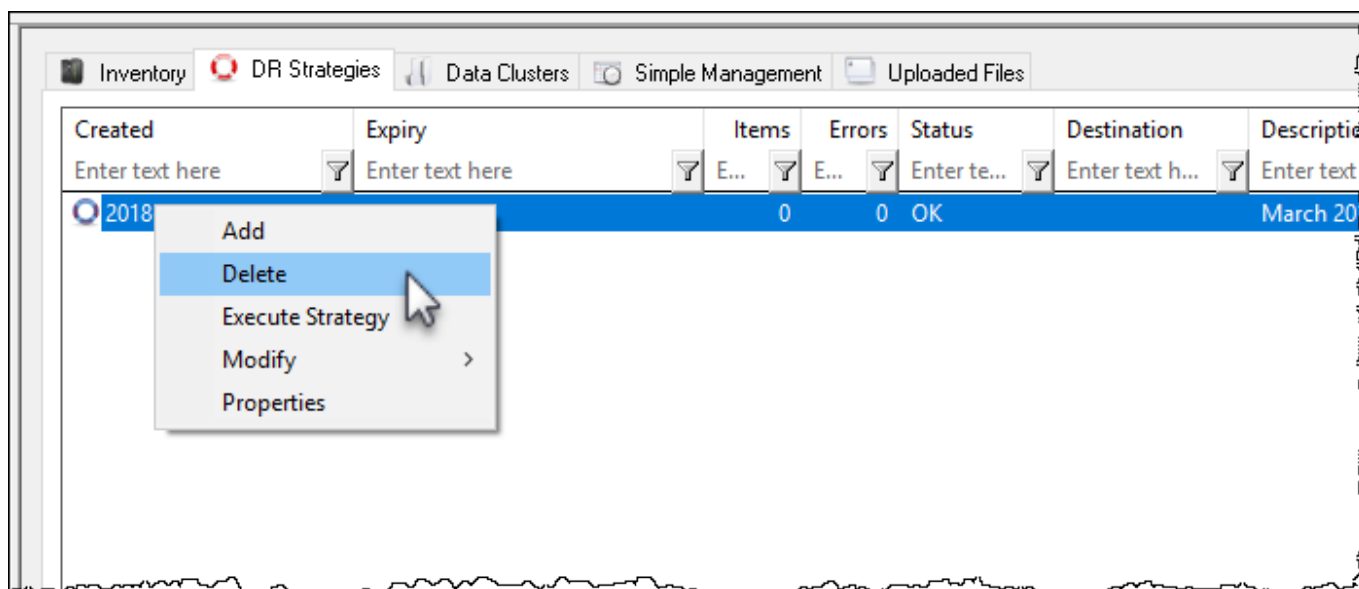 Inventory DR Strategies Data Clusters Simple Management Uploaded Files
Created Expiry Items Errors Status Destination
Enter text here Enter text here E... E... Enter te... Enter text h... Enter text
2018 0 0 OK March 20
Add
Delete
Execute Strategy
Modify
Properties